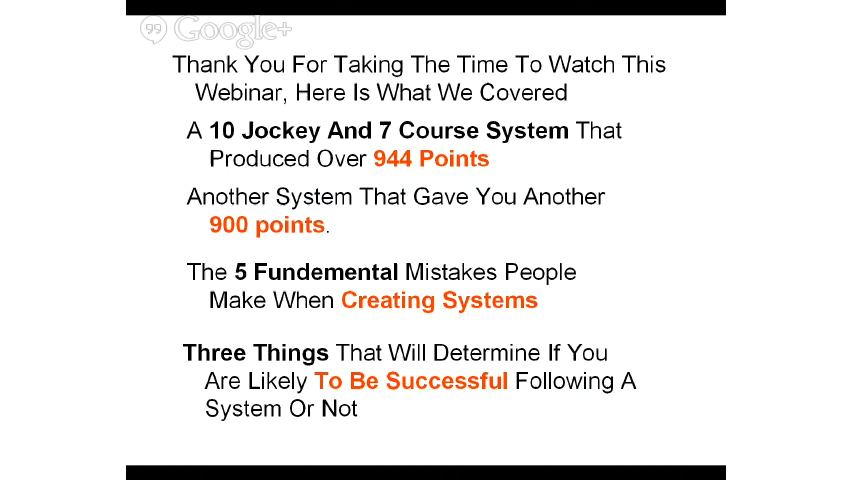 Google+
Thank You For Taking The Time To Watch This
Webinar, Here Is What We Covered
A 10 Jockey And 7 Course System That
Produced Over 944 Points
Another System That Gave You Another
900 points.
The 5 Fundemental Mistakes People
Make When Creating Systems
Three Things That Will Determine If You
Are Likely To Be Successful Following A
System Or Not